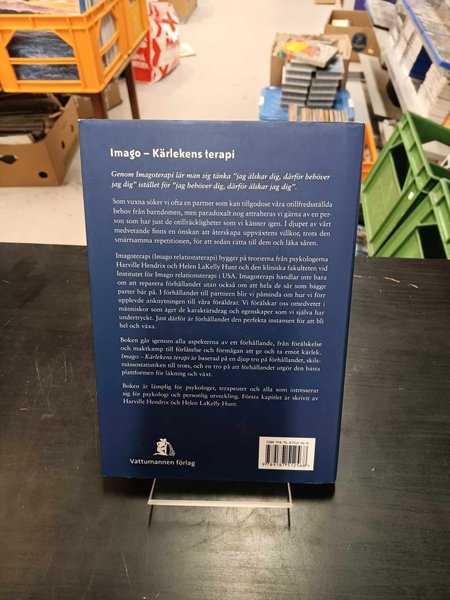 Imago – Kärlekens terapi
Genom Imagoterapi lär man sig tänka "jag älskar dig, därför behöver
jag dig" istället för "jag behöver dig, därför älskar jag dig".
Som vuxna söker vi ofta en partner som kan tillgodose våra otillfredsställda
behov från barndomen, men paradoxalt nog attraheras vi gärna av en per-
son som har just de otillräckligheter som vi känner igen. I djupet av vårt
medvetande finns en önskan att återskapa uppväxtens villkor, trots den
smärtsamma repetitionen, för att sedan rätta till dem och läka såren.
Imagoterapi (Imago relationsterapi) bygger på teorierna från psykologerna
Harville Hendrix och Helen LaKelly Hunt och den kliniska fakulteten vid
Institutet för Imago relationsterapi i USA. Imagoterapi handlar inte bara
om att reparera förhållandet utan också om att hela de sår som bägge
parter bär på. I förhållandet till partnern blir vi påminda om hur vi först
upplevde anknytningen till våra föräldrar. Vi förälskar oss omedvetet i
människor som äger de karaktärsdrag och egenskaper som vi själva har
undertryckt. Just därför är förhållandet den perfekta instansen för att bli
hel och växa.
Boken går igenom alla aspekterna av ett förhållande, från förälskelse
och maktkamp till förlåtelse och förmågan att ge och ta emot kärlek.
Imago – Kärlekens terapi är baserad på en djup tro på förhållandet, skils-
mässostatistiken till trots, och en tro på att förhållandet utgör den bästa
plattformen för läkning och växt.
Boken är lämplig för psykologer, terapeuter och alla som intresserar
sig för psykologi och personlig utveckling. Första kapitlet är skrivit av
Harville Hendrix och Helen LaKelly Hunt.
Vattumannen förlag